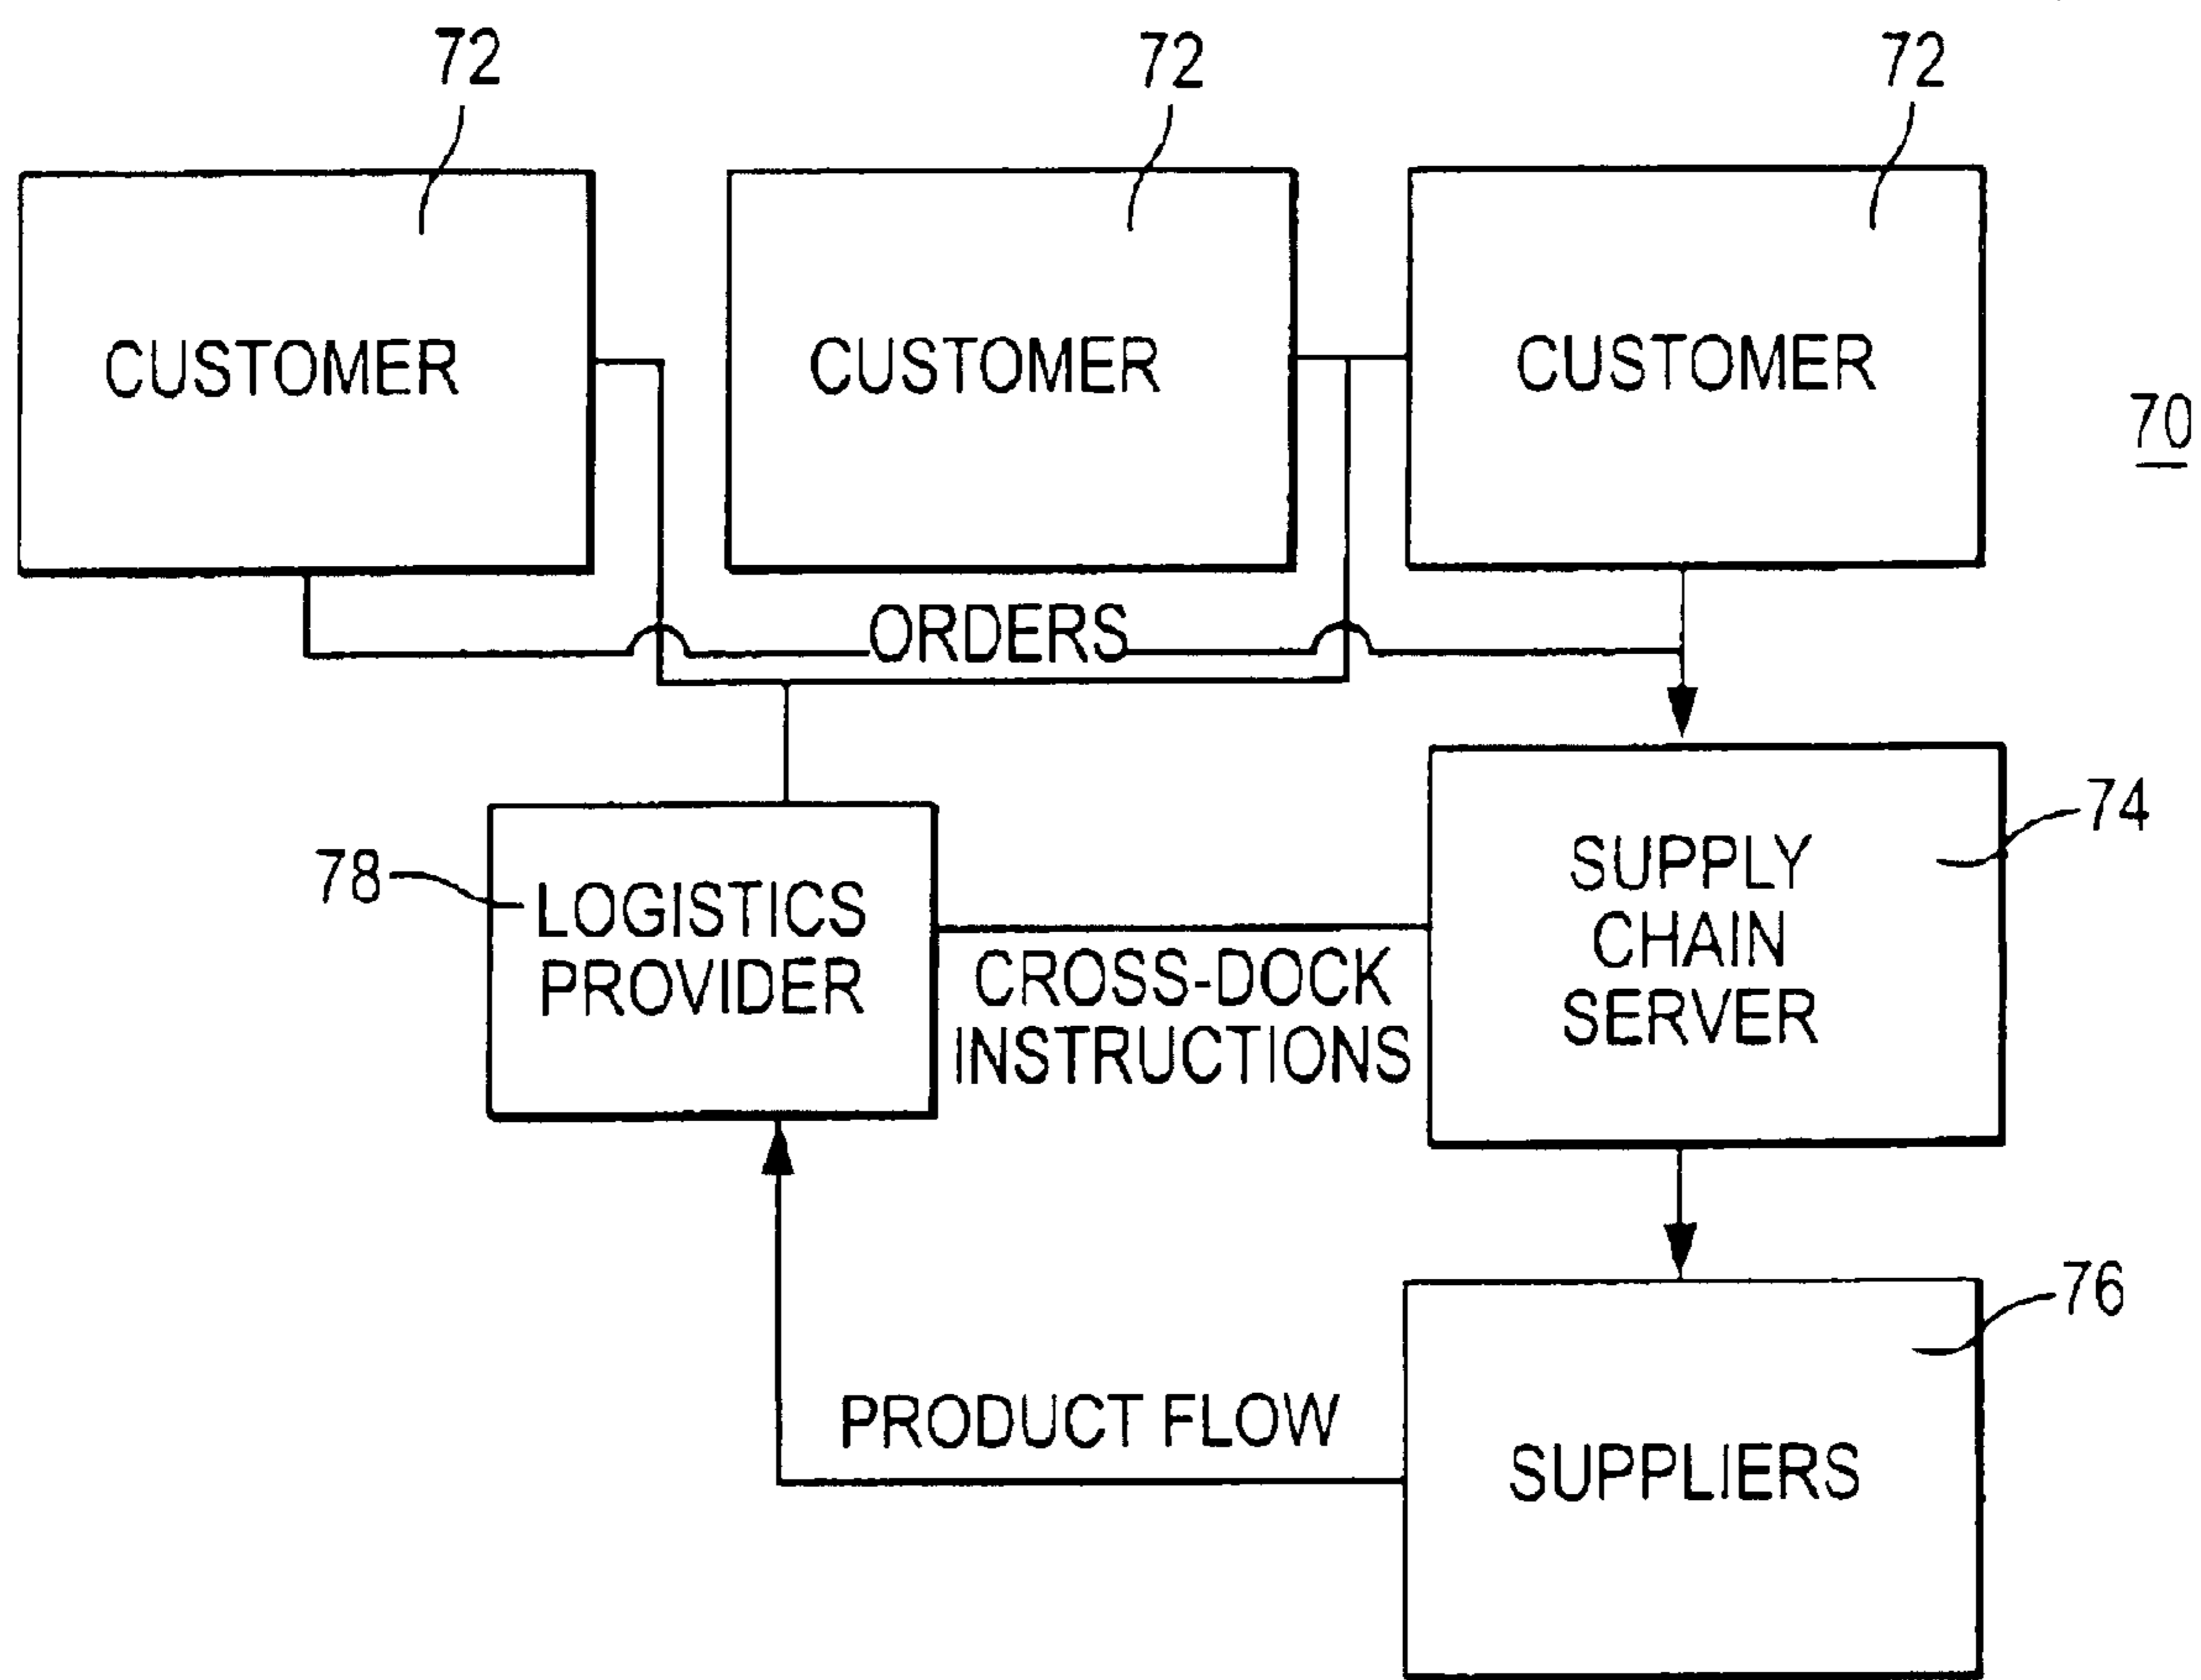 72
72
72
CUSTOMER
CUSTOMER
CUSTOMER
70
ORDERS
74
78
LOGISTICS
PROVIDER
SUPPLY
CHAIN
SERVER
CROSS-DOCK
INSTRUCTIONS
76
PRODUCT FLOW
SUPPLIERS